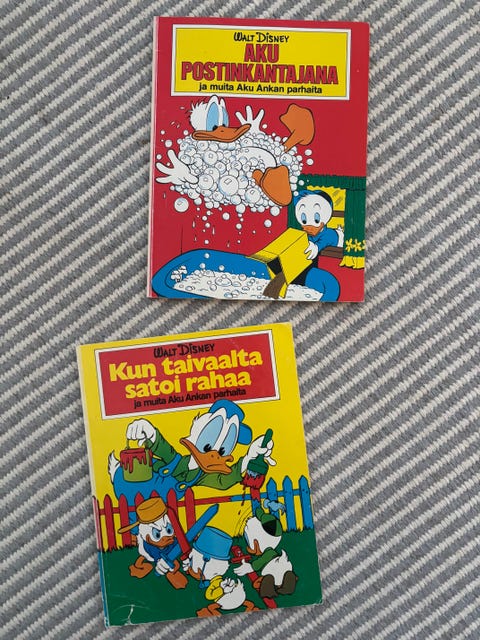 WALT DISNEY
AKU
POSTINKANTAJANA
ja muita Aku Ankan parhaita
WALT DISNEY
Kun taivaalta
satoi rahaa
ja muita Aku Ankan parhaita